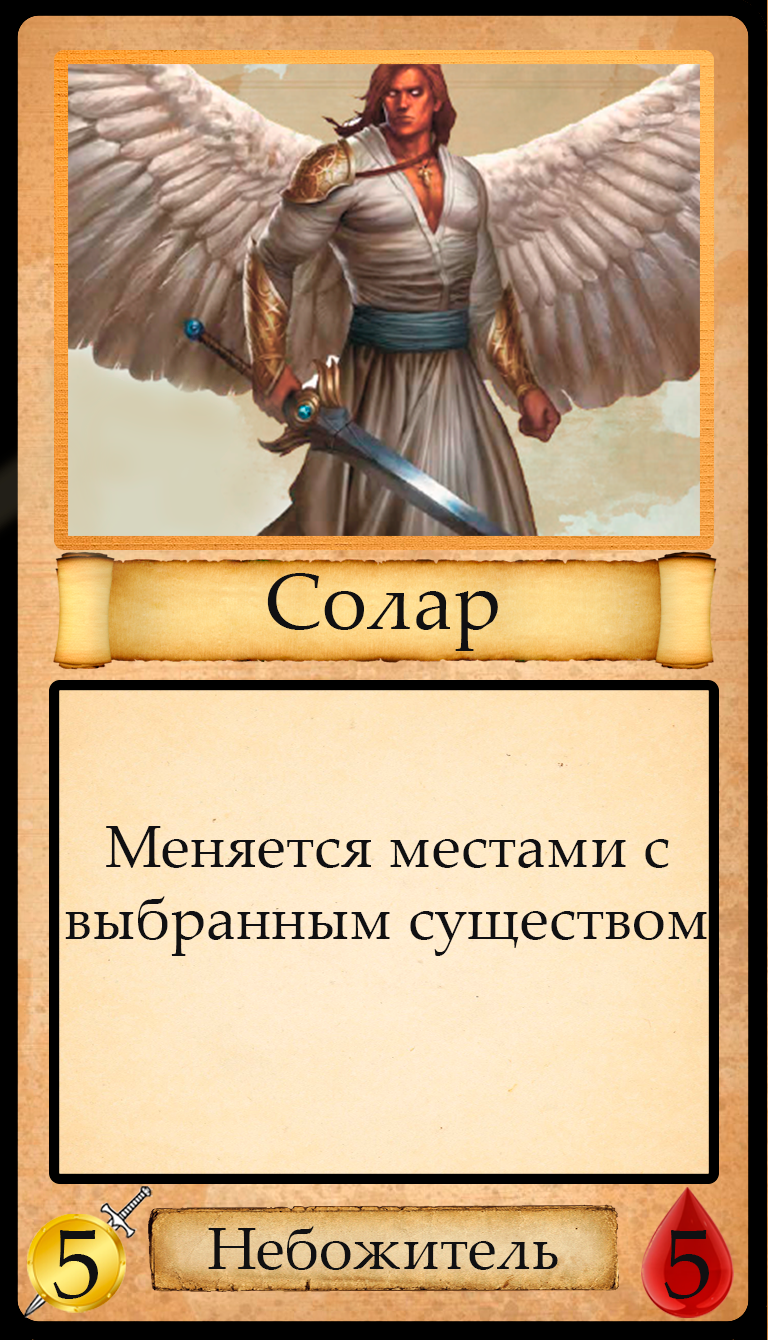 Солар
Меняется местами с
выбранным существом
5
Небожитель
5